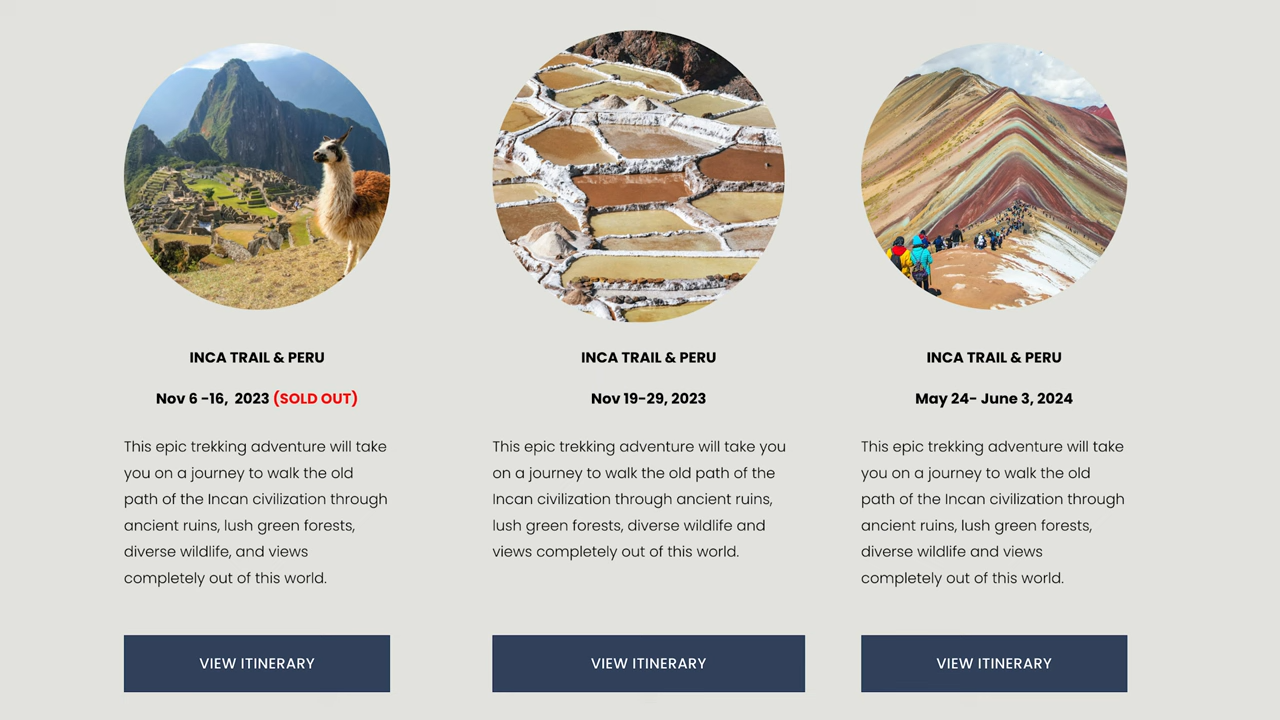 INCA TRAIL & PERU
Nov 6 -16,  2023 (SOLD OUT)
This epic trekking adventure will take
you on a journey to walk the old
path of the Incan civilization through
ancient ruins, lush green forests,
diverse wildlife, and views
completely out of this world.
VIEW ITINERARY
INCA TRAIL & PERU
Nov 19-29, 2023
This epic trekking adventure will take you
on a journey to walk the old path of the
Incan civilization through ancient ruins,
lush green forests, diverse wildlife and
views completely out of this world.
VIEW ITINERARY
INCA TRAIL & PERU
May 24- June 3, 2024
This epic trekking adventure will take
you on a journey to walk the old
path of the Incan civilization through
ancient ruins, lush green forests,
diverse wildlife and views
completely out of this world.
VIEW ITINERARY